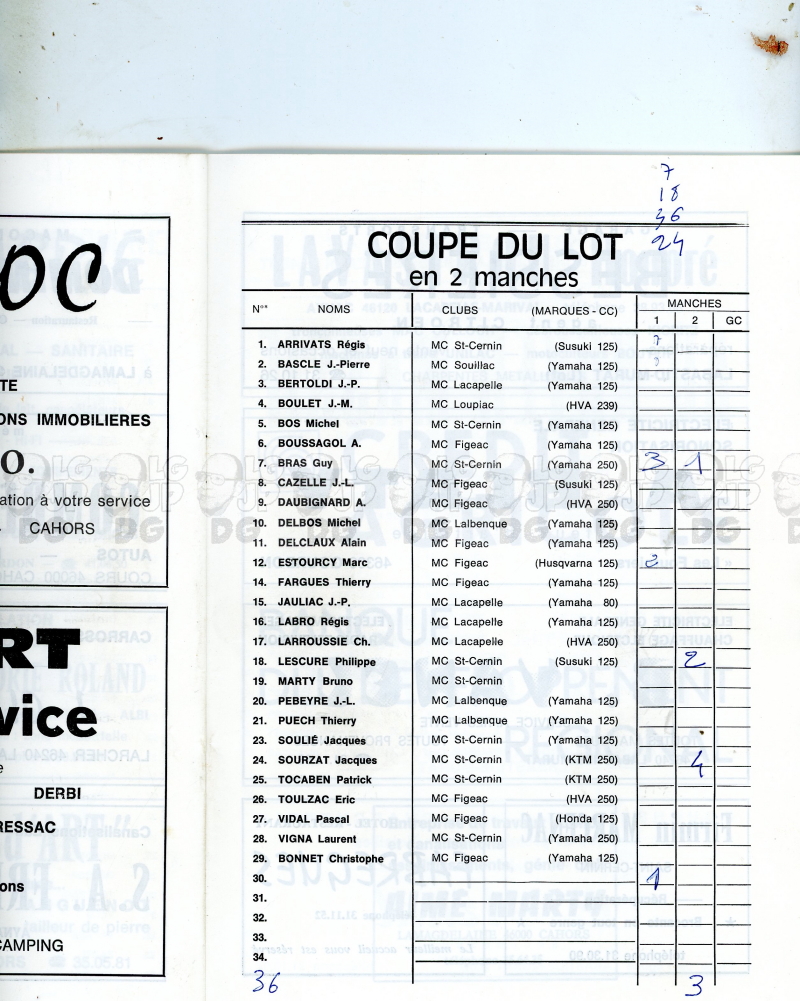 7
18
36
24
COUPE DU LOT
en 2 manches
Nos NOMS CLUBS (MARQUES - CC) MANCHES
1 2 GC
1. ARRIVATS Régis MC St-Cernin (Susuki 125) ?
2. BASCLE J.-Pierre MC Souillac (Yamaha 125) ?
3. BERTOLDI J.-P. MC Lacapelle (Yamaha 125)
4. BOULET J.-M. MC Loupiac (HVA 239)
5. BOS Michel MC St-Cernin (Yamaha 125)
6. BOUSSAGOL A. MC Figeac (Yamaha 125)
7. BRAS Guy MC St-Cernin (Yamaha 250) 3 1
8. CAZELLE J.-L. MC Figeac (Susuki 125)
9. DAUBIGNARD A. MC Figeac (HVA 250)
10. DELBOS Michel MC Lalbenque (Yamaha 125)
11. DELCLAUX Alain MC Figeac (Yamaha 125)
12. ESTOURCY Marc MC Figeac (Husqvarna 125) 2
14. FARGUES Thierry MC Figeac (Yamaha 125)
15. JAULIAC J.-P. MC Lacapelle (Yamaha 80)
16. LABRO Régis MC Lacapelle (Yamaha 125)
17. LARROUSSIE Ch. MC Lacapelle (HVA 250)
18. LESCURE Philippe MC St-Cernin (Susuki 125) 2
19. MARTY Bruno MC St-Cernin
20. PEBEYRE J.-L. MC Lalbenque (Yamaha 125)
21. PUECH Thierry MC Lalbenque (Yamaha 125)
23. SOULIÉ Jacques MC St-Cernin (Yamaha 125)
24. SOURZAT Jacques MC St-Cernin (KTM 250) 4
25. TOCABEN Patrick MC St-Cernin (KTM 250)
26. TOULZAC Eric MC Figeac (HVA 250)
27. VIDAL Pascal MC Figeac (Honda 125)
28. VIGNA Laurent MC St-Cernin (Yamaha 250)
29. BONNET Christophe MC Figeac (Yamaha 125)
30. 1
31.
32.
33.
34.
36 3
OC
TE
ONS IMMOBILIERES
O.
ation à votre service
CAHORS
RT
vice
e
DERBI
RESSAC
ons
CAMPING
ORS ☎ 35.05.81
LG
JP
DG